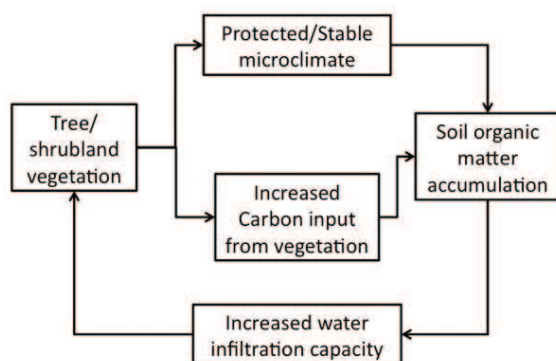 Protected/Stable
microclimate
Tree/
shrubland
vegetation
Soil organic
matter
accumulation
Increased
Carbon input
from vegetation
Increased water
infiltration capacity